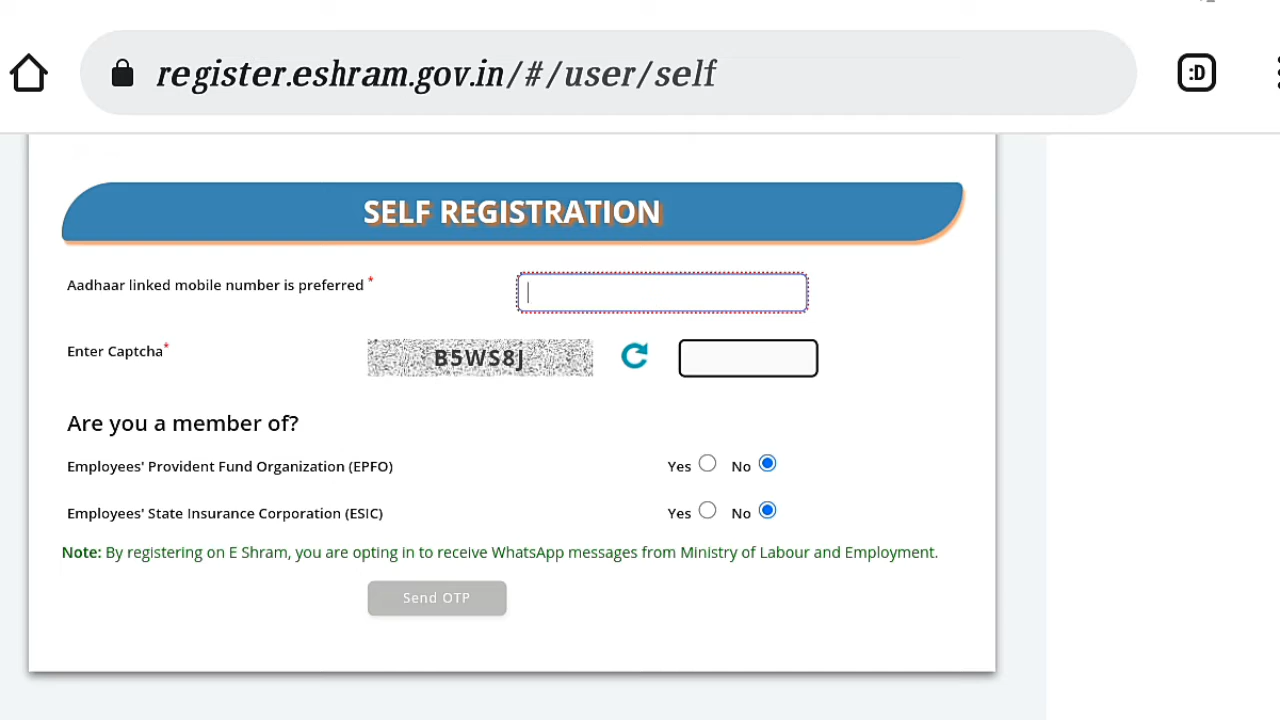 register.eshram.gov.in/#/user/self
:D
SELF REGISTRATION
Aadhaar linked mobile number is preferred *
Enter Captcha* B5WS8J
Are you a member of?
Employees' Provident Fund Organization (EPFO) Yes No
Employees' State Insurance Corporation (ESIC) Yes No
Note: By registering on E Shram, you are opting in to receive WhatsApp messages from Ministry of Labour and Employment.
Send OTP